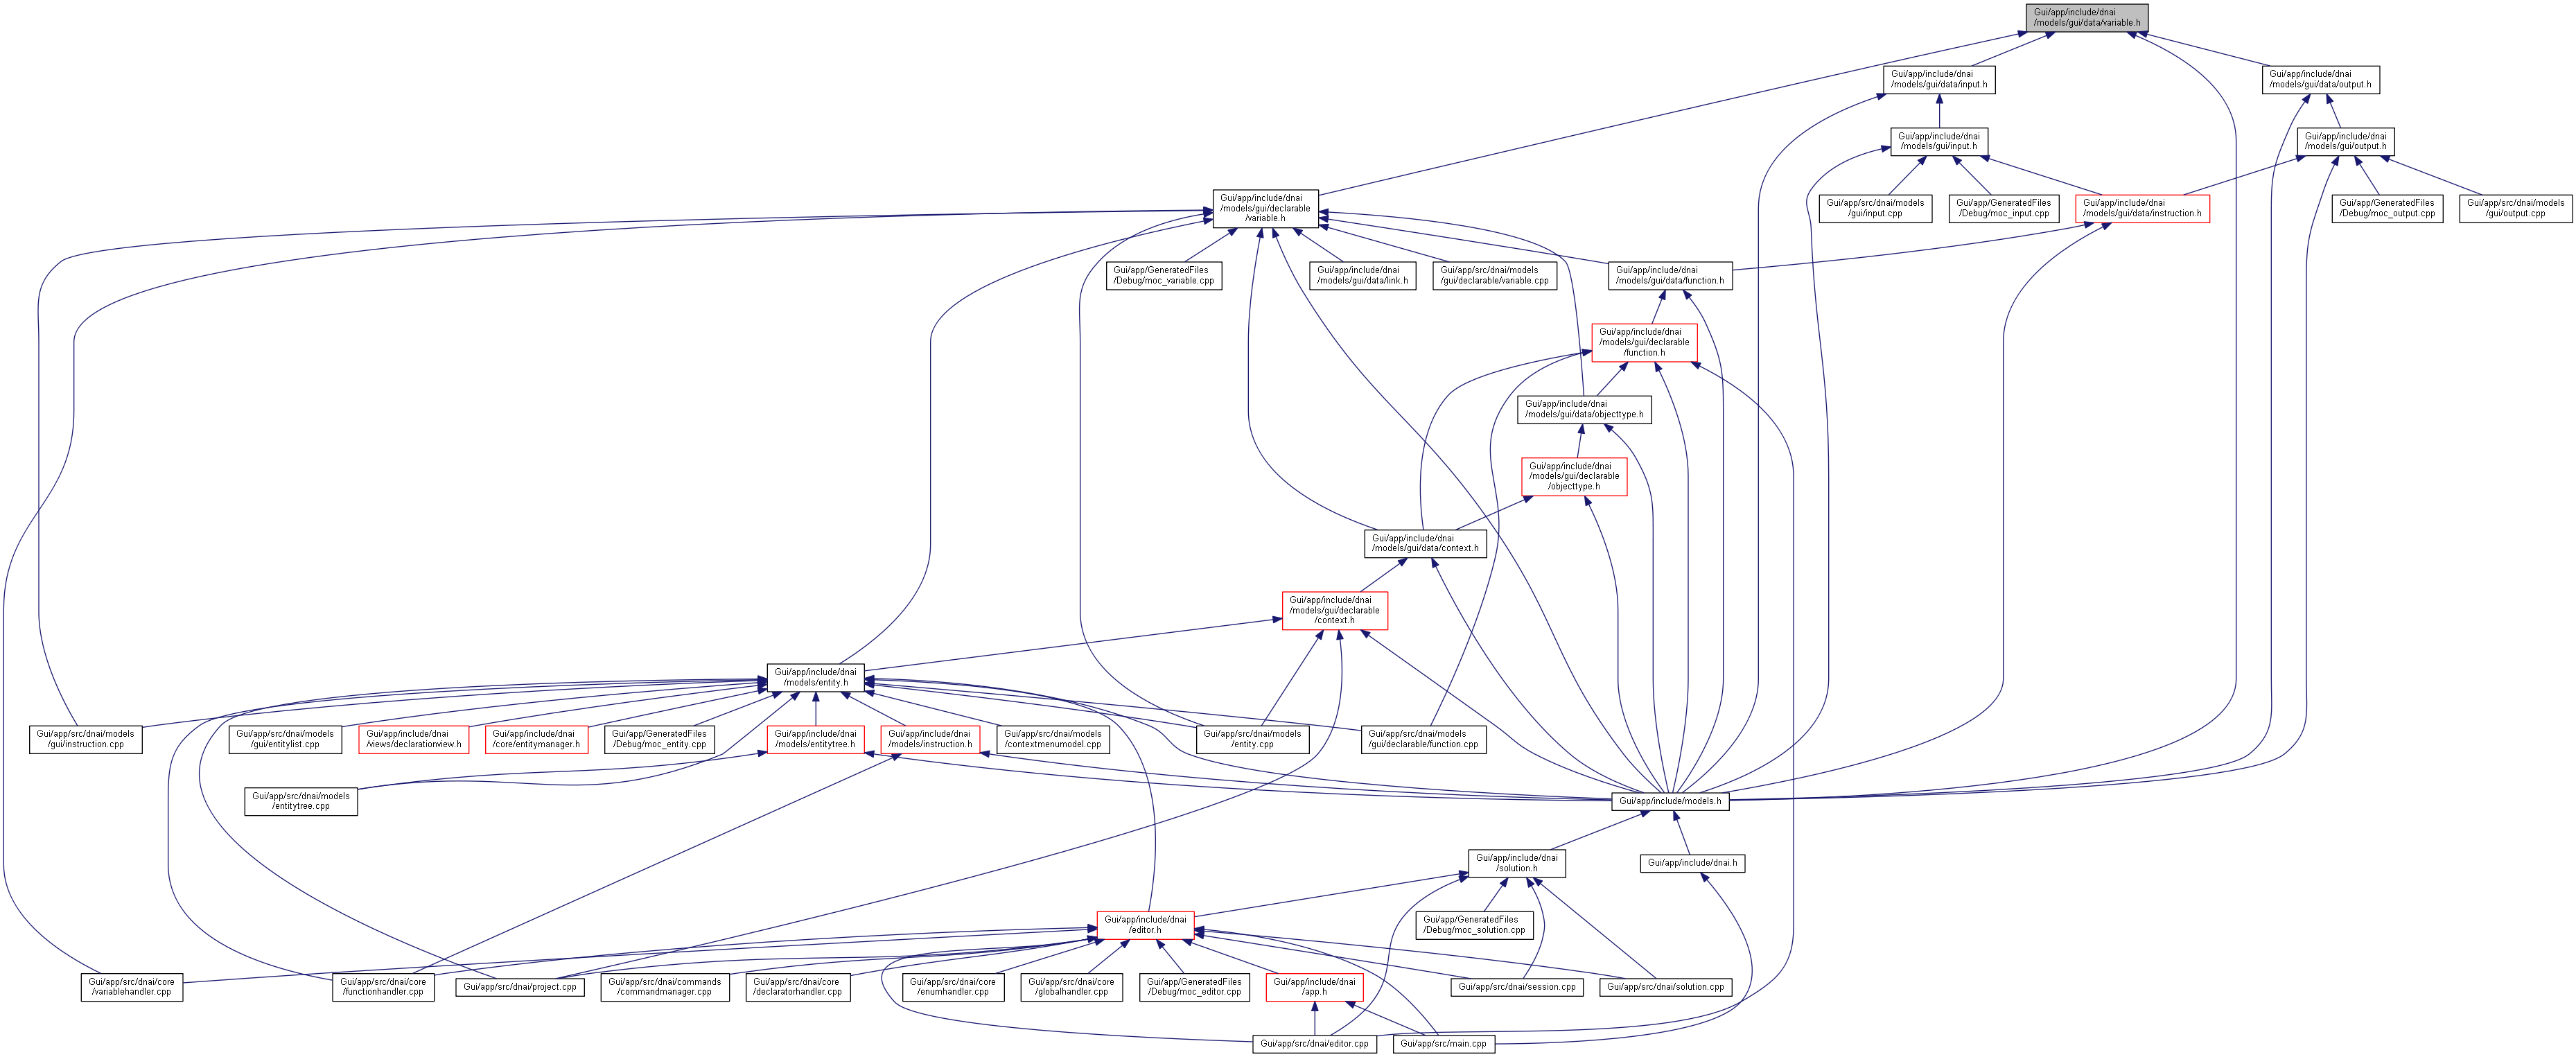 Gui/app/include/dnai
/models/gui/data/variable.h
Gui/app/include/dnai
/models/gui/data/input.h
Gui/app/include/dnai
/models/gui/data/output.h
Gui/app/include/dnai
/models/gui/input.h
Gui/app/include/dnai
/models/gui/output.h
Gui/app/include/dnai
/models/gui/declarable
/variable.h
Gui/app/src/dnai/models
/gui/input.cpp
Gui/app/GeneratedFiles
/Debug/moc_input.cpp
Gui/app/include/dnai
/models/gui/data/instruction.h
Gui/app/GeneratedFiles
/Debug/moc_output.cpp
Gui/app/src/dnai/models
/gui/output.cpp
Gui/app/GeneratedFiles
/Debug/moc_variable.cpp
Gui/app/include/dnai
/models/gui/data/link.h
Gui/app/src/dnai/models
/gui/declarable/variable.cpp
Gui/app/include/dnai
/models/gui/data/function.h
Gui/app/include/dnai
/models/gui/declarable
/function.h
Gui/app/include/dnai
/models/gui/data/objecttype.h
Gui/app/include/dnai
/models/gui/declarable
/objecttype.h
Gui/app/include/dnai
/models/gui/data/context.h
Gui/app/include/dnai
/models/gui/declarable
/context.h
Gui/app/include/dnai
/models/entity.h
Gui/app/src/dnai/models
/gui/instruction.cpp
Gui/app/src/dnai/models
/gui/entitylist.cpp
Gui/app/include/dnai
/views/declarationview.h
Gui/app/include/dnai
/core/entitymanager.h
Gui/app/GeneratedFiles
/Debug/moc_entity.cpp
Gui/app/include/dnai
/models/entitytree.h
Gui/app/include/dnai
/models/instruction.h
Gui/app/src/dnai/models
/contextmenumodel.cpp
Gui/app/src/dnai/models
/entity.cpp
Gui/app/src/dnai/models
/gui/declarable/function.cpp
Gui/app/src/dnai/models
/entitytree.cpp
Gui/app/include/models.h
Gui/app/include/dnai
/solution.h
Gui/app/include/dnai.h
Gui/app/include/dnai
/editor.h
Gui/app/GeneratedFiles
/Debug/moc_solution.cpp
Gui/app/src/dnai/core
/variablehandler.cpp
Gui/app/src/dnai/core
/functionhandler.cpp
Gui/app/src/dnai/project.cpp
Gui/app/src/dnai/commands
/commandmanager.cpp
Gui/app/src/dnai/core
/declaratorhandler.cpp
Gui/app/src/dnai/core
/enumhandler.cpp
Gui/app/src/dnai/core
/globalhandler.cpp
Gui/app/GeneratedFiles
/Debug/moc_editor.cpp
Gui/app/include/dnai
/app.h
Gui/app/src/dnai/session.cpp
Gui/app/src/dnai/solution.cpp
Gui/app/src/dnai/editor.cpp
Gui/app/src/main.cpp